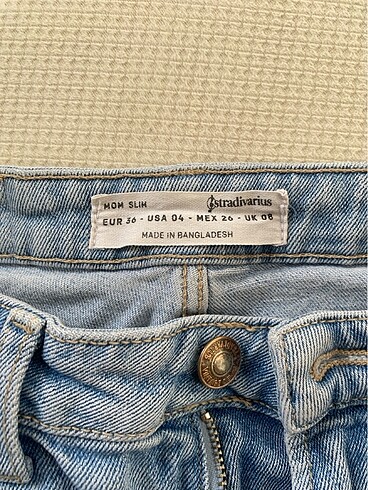 MOM SLIM stradivarius
EUR 36 - USA 04 - MEX 26 - UK 08
MADE IN BANGLADESH